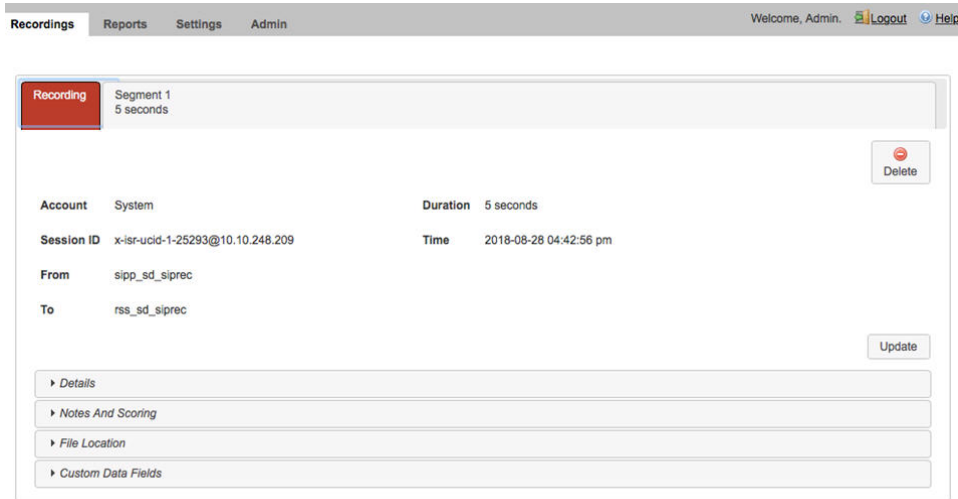 Recordings Reports Settings Admin Welcome, Admin. Logout Help
Recording Segment 1
5 seconds
Delete
Account System Duration 5 seconds
Session ID x-isr-ucid-1-25293@10.10.248.209 Time 2018-08-28 04:42:56 pm
From sipp_sd_siprec
To rss_sd_siprec
Update
Details
Notes And Scoring
File Location
Custom Data Fields